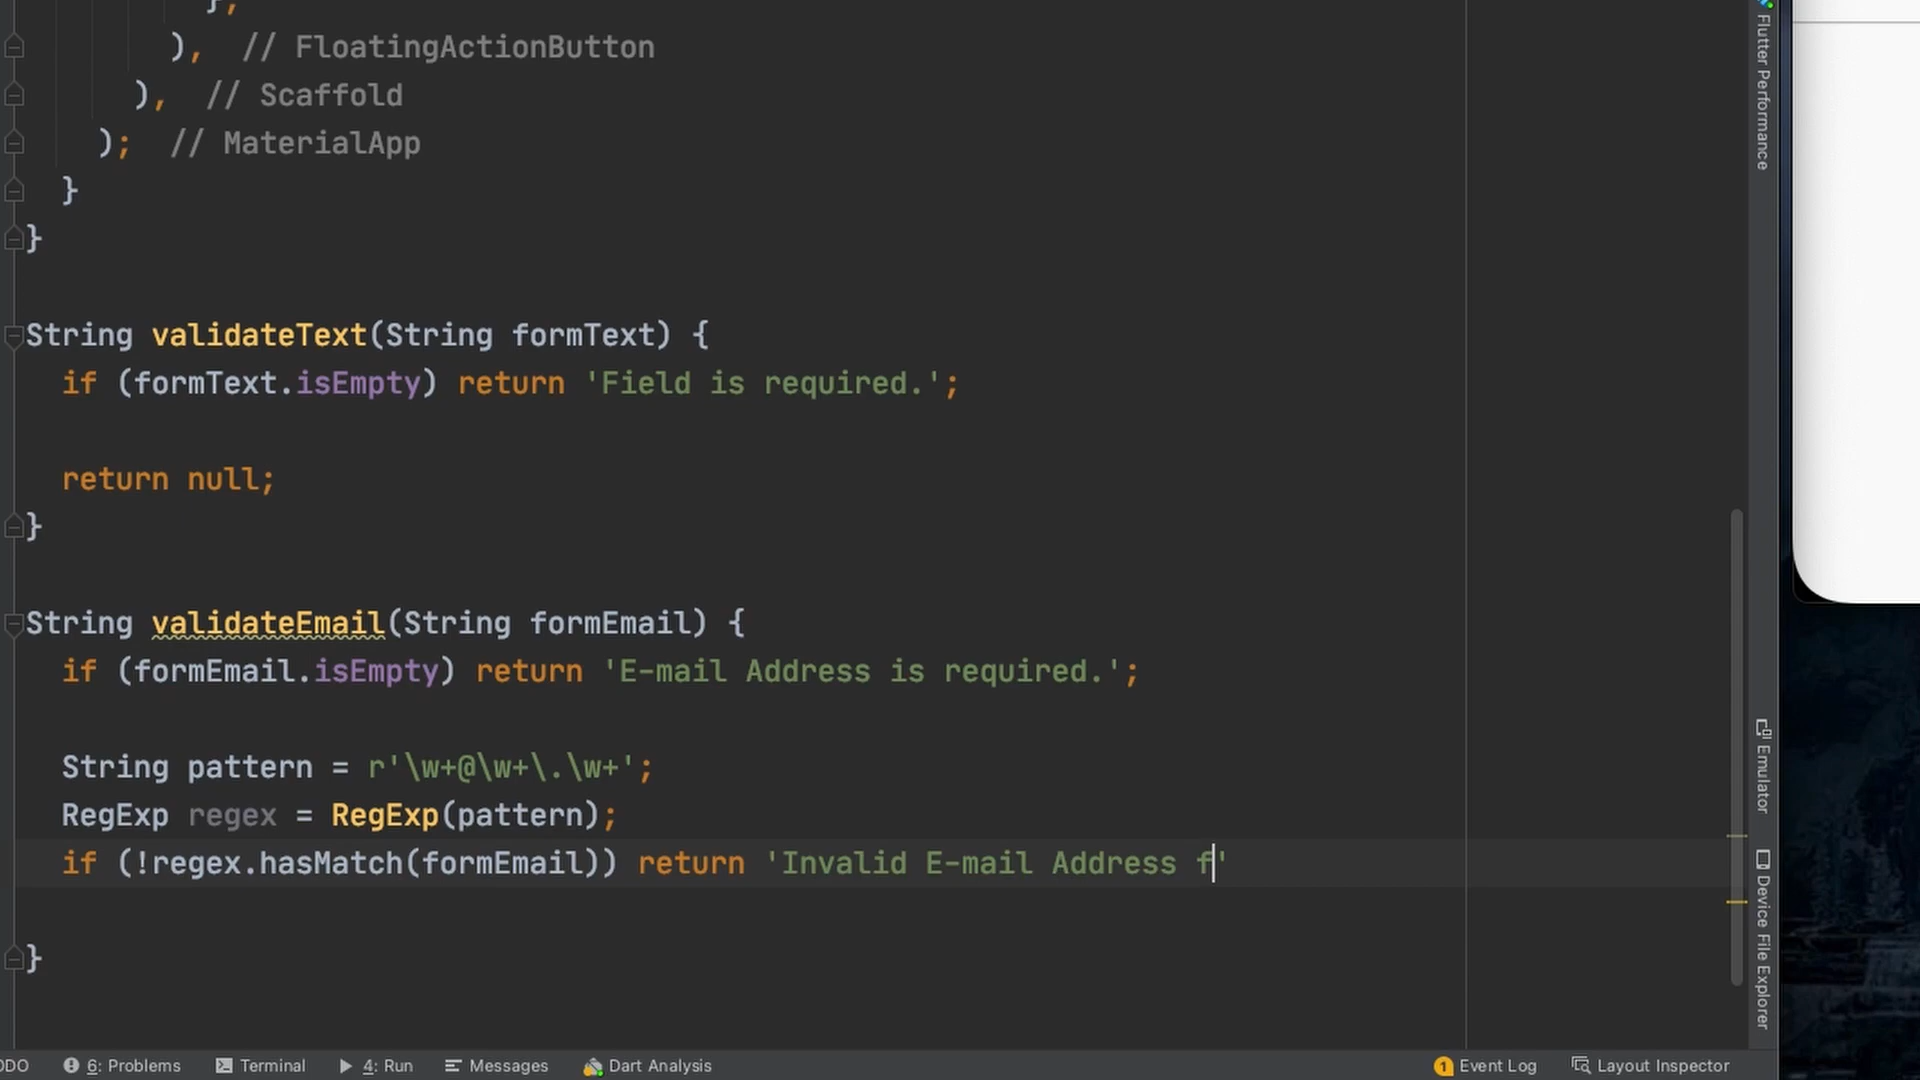 },
), // FloatingActionButton
), // Scaffold
); // MaterialApp
}
}
String validateText(String formText) {
if (formText.isEmpty) return 'Field is required.';
return null;
}
String validateEmail(String formEmail) {
if (formEmail.isEmpty) return 'E-mail Address is required.';
String pattern = r'\w+@\w+\.\w+';
RegExp regex = RegExp(pattern);
if (!regex.hasMatch(formEmail)) return 'Invalid E-mail Address f'
}
Flutter Performance
Emulator
Device File Explorer
ODO 6: Problems Terminal 4: Run Messages Dart Analysis 1 Event Log Layout Inspector